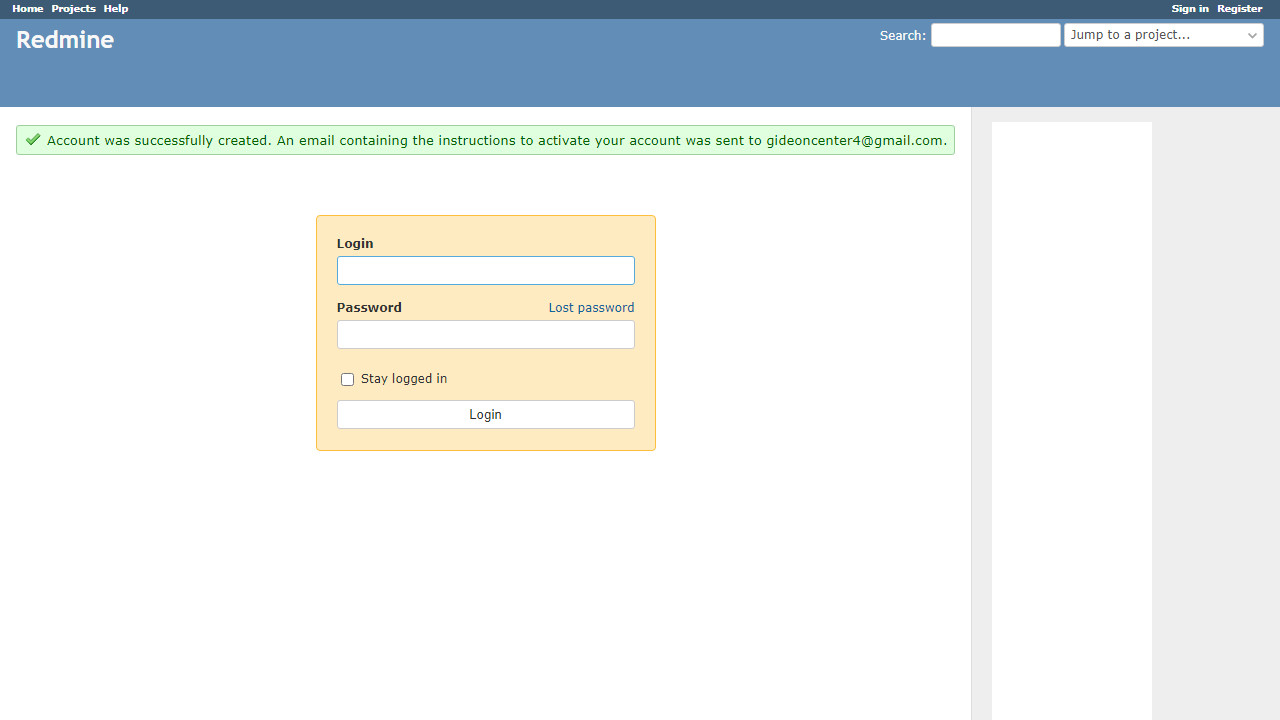 Home Projects Help
Sign in Register
Redmine
Search:
Jump to a project...
Account was successfully created. An email containing the instructions to activate your account was sent to gideoncenter4@gmail.com.
Login
Password
Lost password
Stay logged in
Login